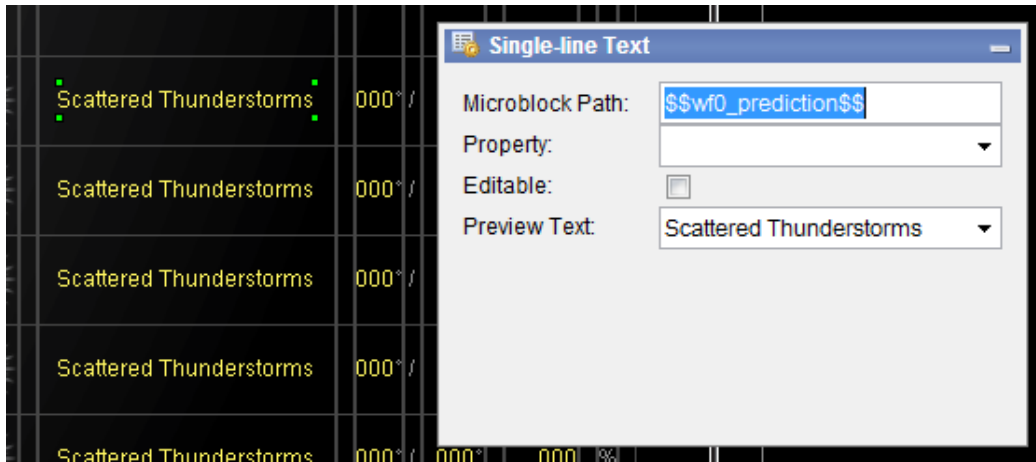 Single-line Text
Scattered Thunderstorms 000°/
Microblock Path: $$wf0_prediction$$
Property:
Scattered Thunderstorms 000°/
Editable:
Preview Text: Scattered Thunderstorms
Scattered Thunderstorms 000°/
Scattered Thunderstorms 000°/
Scattered Thunderstorms 000°/ 000° 000 %